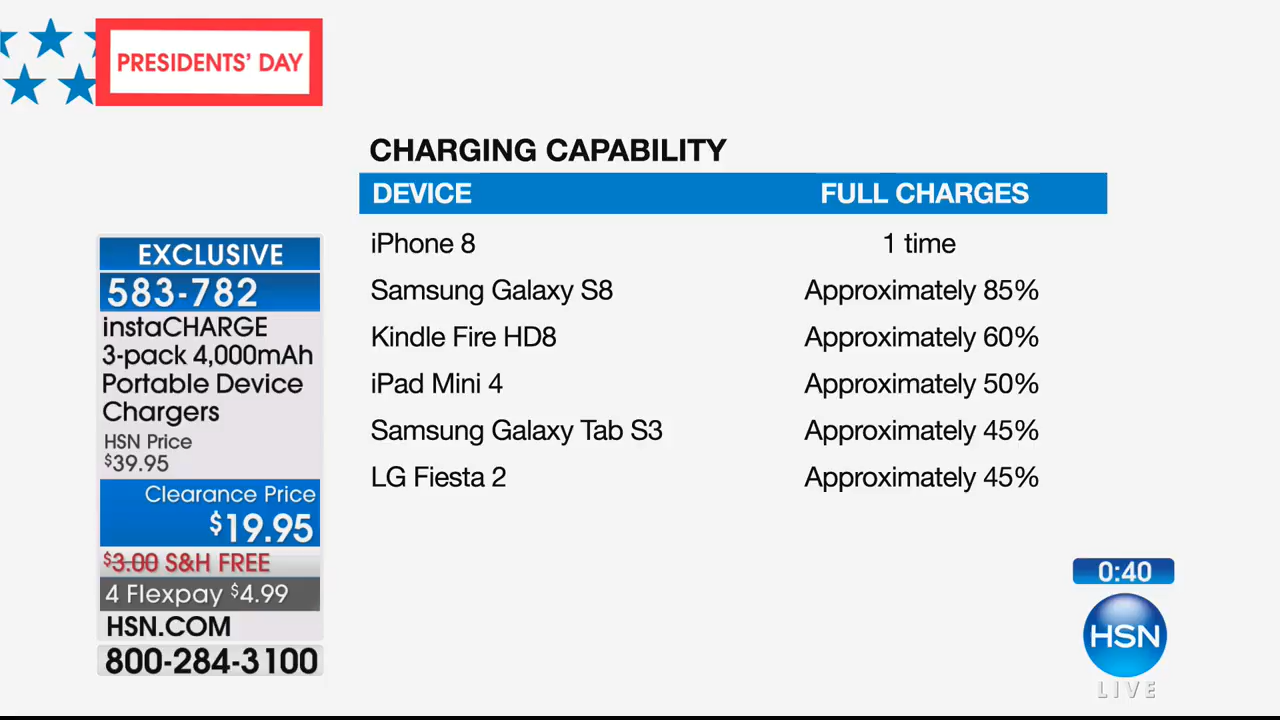 PRESIDENTS' DAY
CHARGING CAPABILITY
DEVICE FULL CHARGES
iPhone 8 1 time
Samsung Galaxy S8 Approximately 85%
Kindle Fire HD8 Approximately 60%
iPad Mini 4 Approximately 50%
Samsung Galaxy Tab S3 Approximately 45%
LG Fiesta 2 Approximately 45%
EXCLUSIVE
583-782
instaCHARGE
3-pack 4,000mAh
Portable Device
Chargers
HSN Price
$39.95
Clearance Price
$19.95
$3.00 S&H FREE
4 Flexpay $4.99
HSN.COM
800-284-3100
0:40
HSN
LIVE